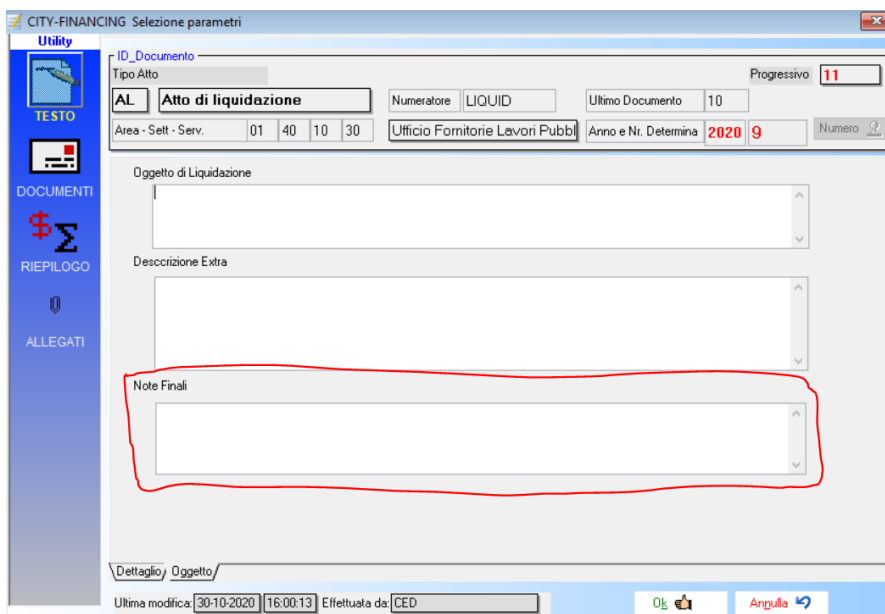 CITY-FINANCING Selezione parametri
Utility
TESTO
DOCUMENTI
RIEPILOGO
ALLEGATI
ID_Documento
Tipo Atto
Progressivo 11
AL Atto di liquidazione Numeratore LIQUID Ultimo Documento 10
Area - Sett - Serv. 01 40 10 30 Ufficio Fornitorie Lavori Pubbl Anno e Nr. Determina 2020 9 Numero
Oggetto di Liquidazione
Desccrizione Extra
Note Finali
Dettaglio Oggetto
Ultima modifica: 30-10-2020 16:00:13 Effettuata da: CED Ok Annulla